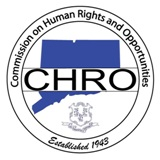 Commission on Human Rights and Opportunities
CHRO
Established 1943